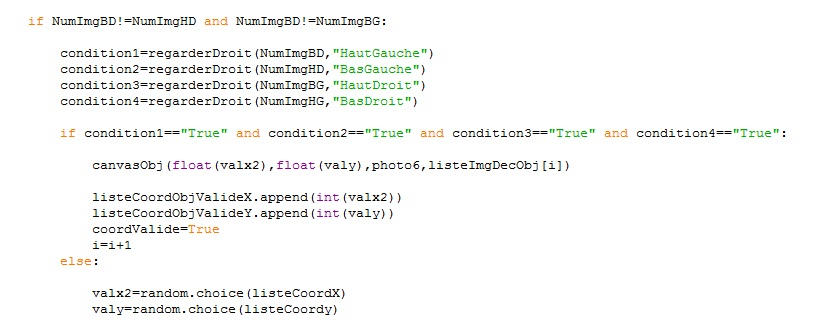 if NumImgBD!=NumImgHD and NumImgBD!=NumImgBG:
condition1=regarderDroit(NumImgBD,"HautGauche")
condition2=regarderDroit(NumImgHD,"BasGauche")
condition3=regarderDroit(NumImgBG,"HautDroit")
condition4=regarderDroit(NumImgHG,"BasDroit")
if condition1=="True" and condition2=="True" and condition3=="True" and condition4=="True":
canvasObj(float(valx2),float(valy),photo6,listeImgDecObj[i])
listeCoordObjValideX.append(int(valx2))
listeCoordObjValideY.append(int(valy))
coordValide=True
i=i+1
else:
valx2=random.choice(listeCoordX)
valy=random.choice(listeCoordy)